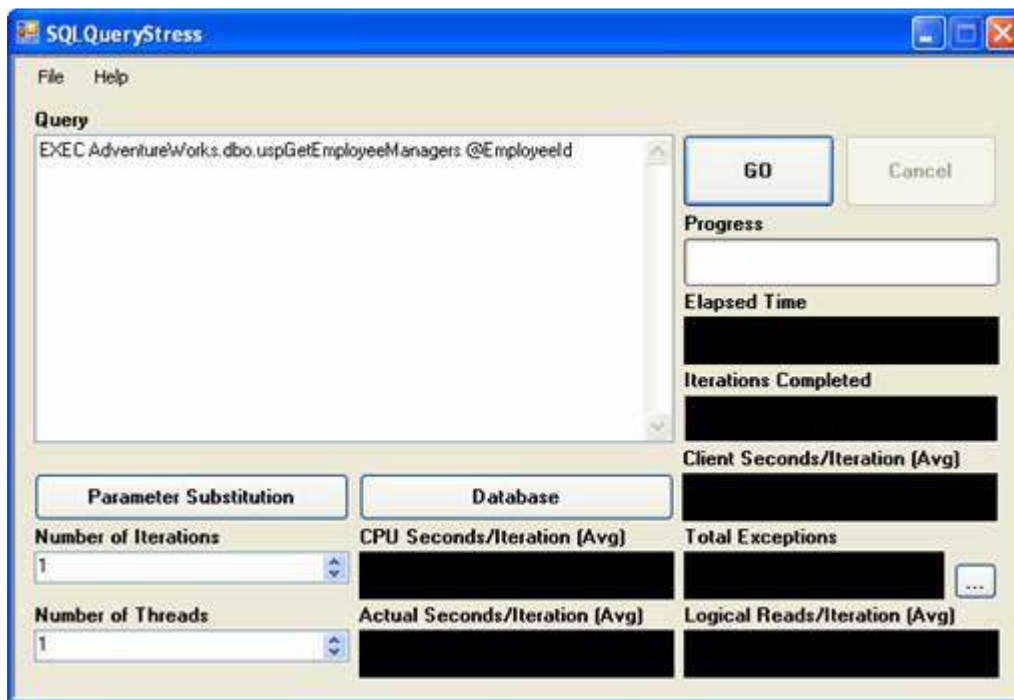 SQLQueryStress
File Help
Query
EXEC AdventureWorks.dbo.uspGetEmployeeManagers @EmployeeId
GO
Cancel
Progress
Elapsed Time
Iterations Completed
Client Seconds/Iteration (Avg)
Parameter Substitution
Database
Number of Iterations
CPU Seconds/Iteration (Avg)
Total Exceptions
1
...
Number of Threads
Actual Seconds/Iteration (Avg)
Logical Reads/Iteration (Avg)
1